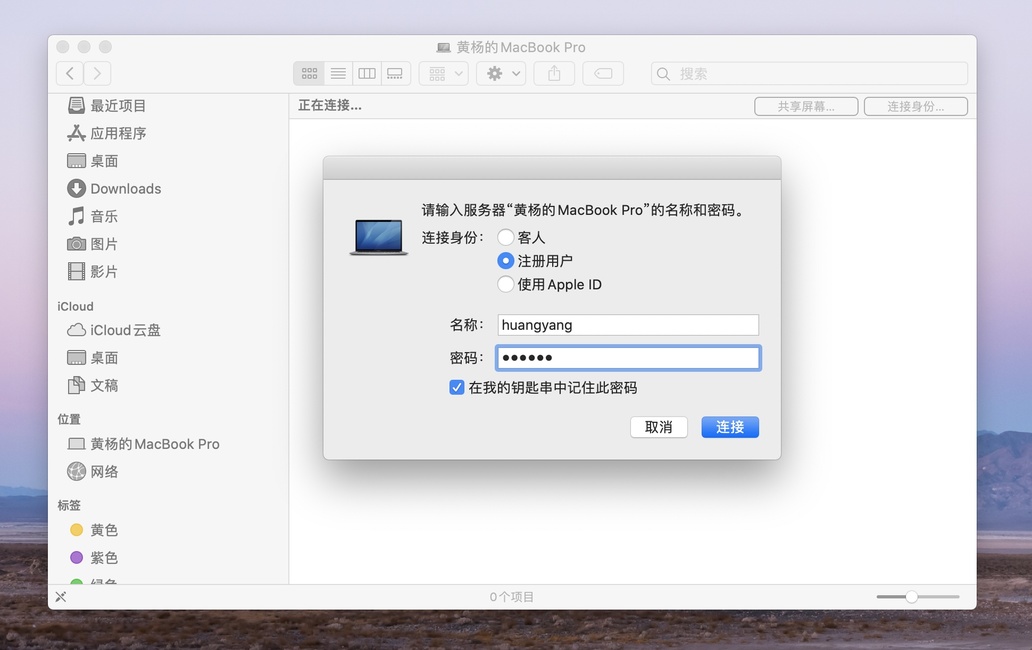 黄杨的MacBook Pro
搜索
最近项目
应用程序
桌面
Downloads
音乐
图片
影片
iCloud
iCloud云盘
桌面
文稿
位置
黄杨的MacBook Pro
网络
标签
黄色
紫色
绿色
正在连接...
共享屏幕...
连接身份...
请输入服务器“黄杨的MacBook Pro”的名称和密码。
连接身份：
客人
注册用户
使用Apple ID
名称：
huangyang
密码：
••••••
在我的钥匙串中记住此密码
取消
连接
0个项目